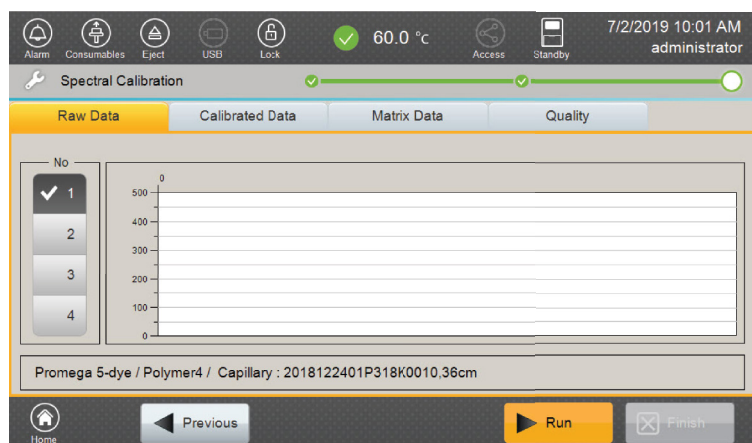 Alarm
Consumables
Eject
USB
Lock
60.0 °c
Access
Standby
7/2/2019 10:01 AM
administrator
Spectral Calibration
Raw Data
Calibrated Data
Matrix Data
Quality
No
1
2
3
4
0
500
400
300
200
100
0
Promega 5-dye / Polymer4 / Capillary : 2018122401P318K0010,36cm
Home
Previous
Run
Finish